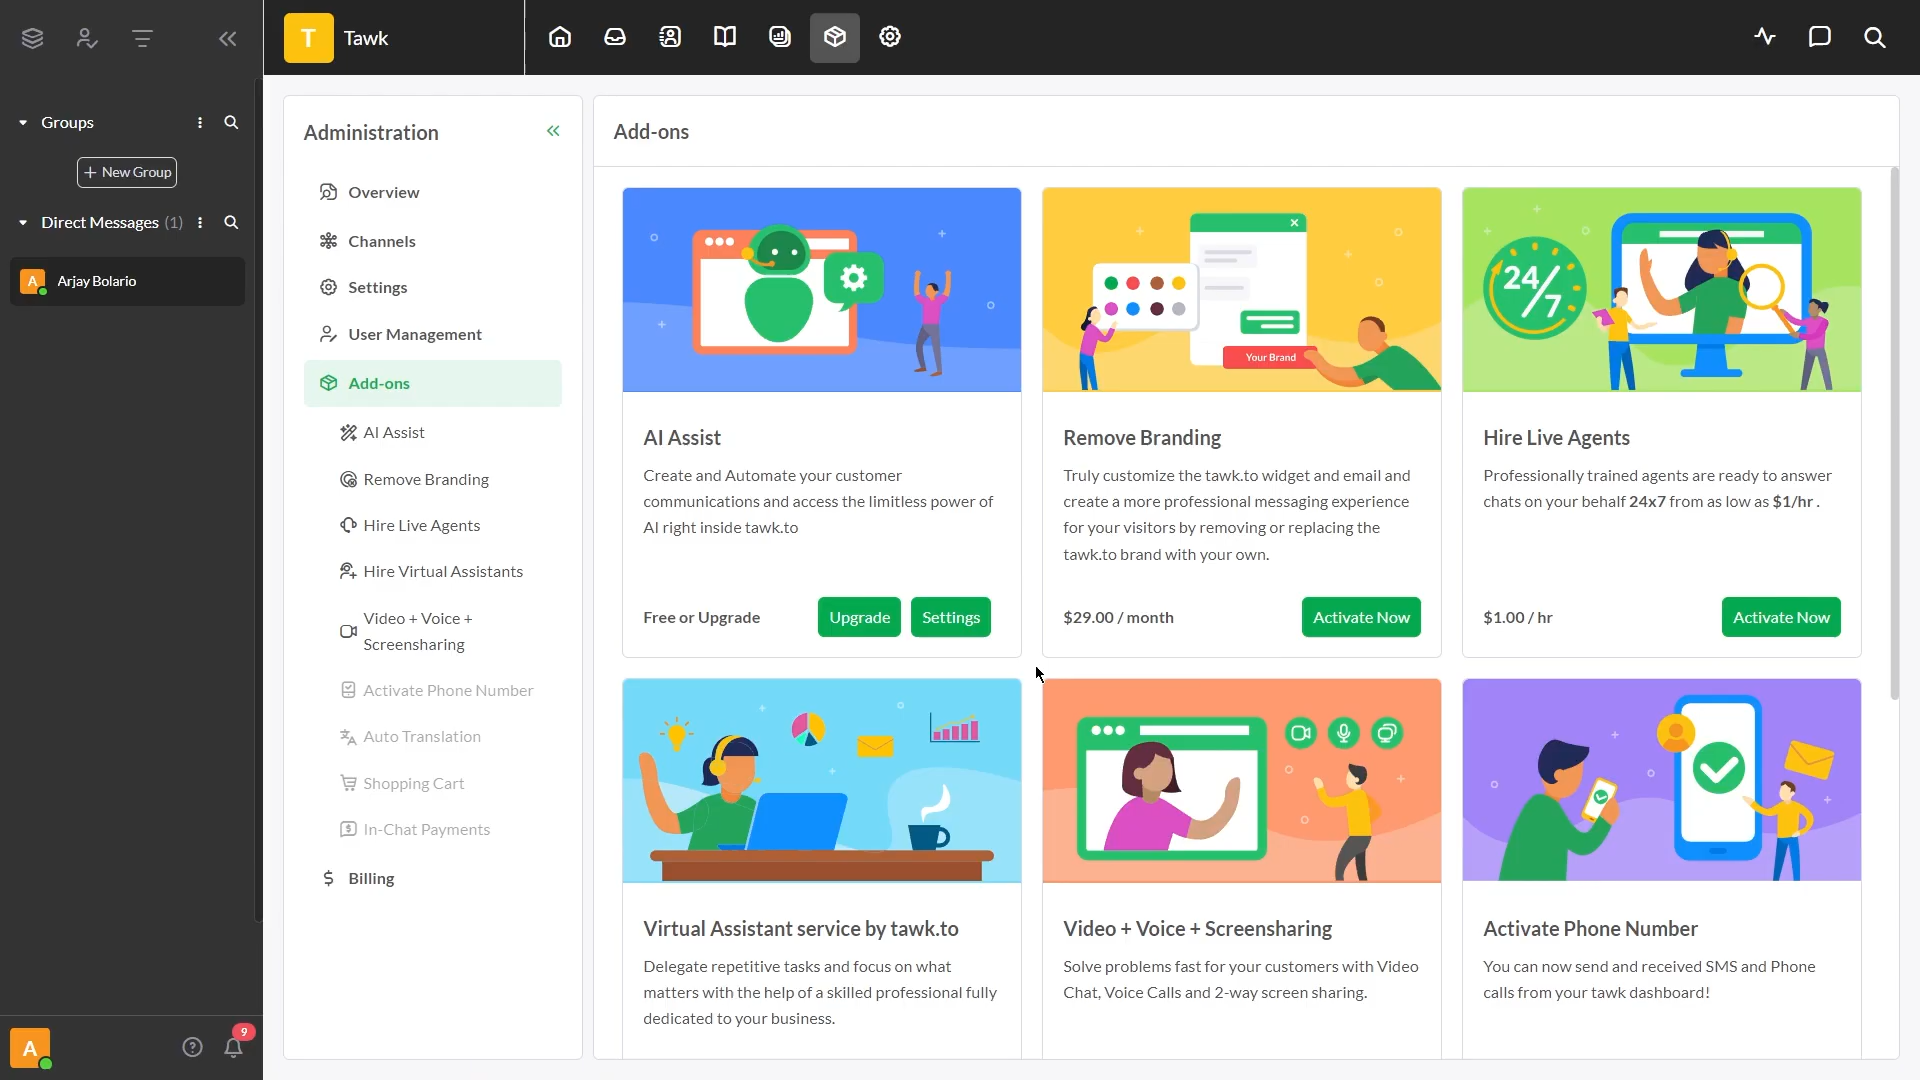 T
Tawk
Groups
+ New Group
Direct Messages (1)
A
Arjay Bolario
A
9
Administration
Overview
Channels
Settings
User Management
Add-ons
AI Assist
Remove Branding
Hire Live Agents
Hire Virtual Assistants
Video + Voice +
Screensharing
Activate Phone Number
Auto Translation
Shopping Cart
In-Chat Payments
Billing
Add-ons
AI Assist
Create and Automate your customer
communications and access the limitless power of
AI right inside tawk.to
Free or Upgrade
Upgrade
Settings
Your Brand
Remove Branding
Truly customize the tawk.to widget and email and
create a more professional messaging experience
for your visitors by removing or replacing the
tawk.to brand with your own.
$29.00 / month
Activate Now
24/7
Hire Live Agents
Professionally trained agents are ready to answer
chats on your behalf 24x7 from as low as $1/hr .
$1.00 / hr
Activate Now
Virtual Assistant service by tawk.to
Delegate repetitive tasks and focus on what
matters with the help of a skilled professional fully
dedicated to your business.
Video + Voice + Screensharing
Solve problems fast for your customers with Video
Chat, Voice Calls and 2-way screen sharing.
Activate Phone Number
You can now send and received SMS and Phone
calls from your tawk dashboard!